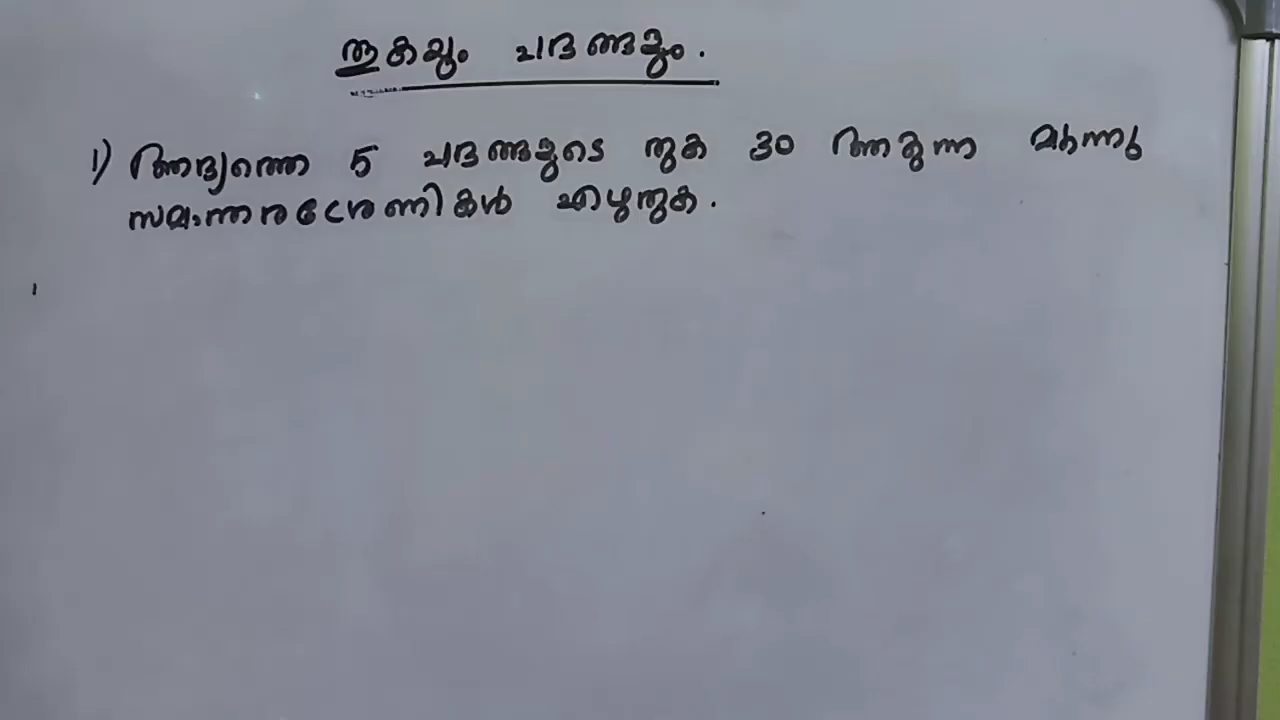 തുകയും പദങ്ങളും.
1) ആദ്യത്തെ 5 പദങ്ങളുടെ തുക 30 ആകുന്ന മൂന്നു
സമാന്തരശ്രേണികൾ എഴുതുക.